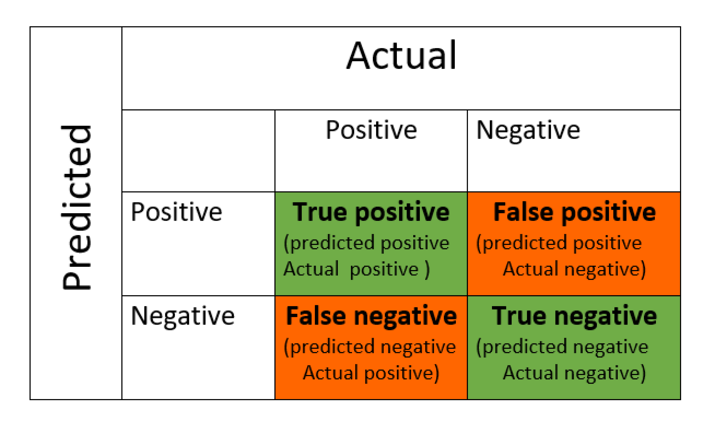 Actual
Predicted
Positive
Negative
Positive
True positive
(predicted positive
Actual positive )
False positive
(predicted positive
Actual negative)
Negative
False negative
(predicted negative
Actual positive)
True negative
(predicted negative
Actual negative)